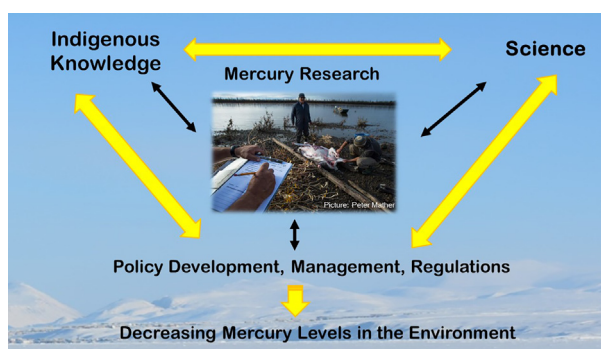 Indigenous
Knowledge
Science
Mercury Research
Picture: Peter Mather
Policy Development, Management, Regulations
Decreasing Mercury Levels in the Environment